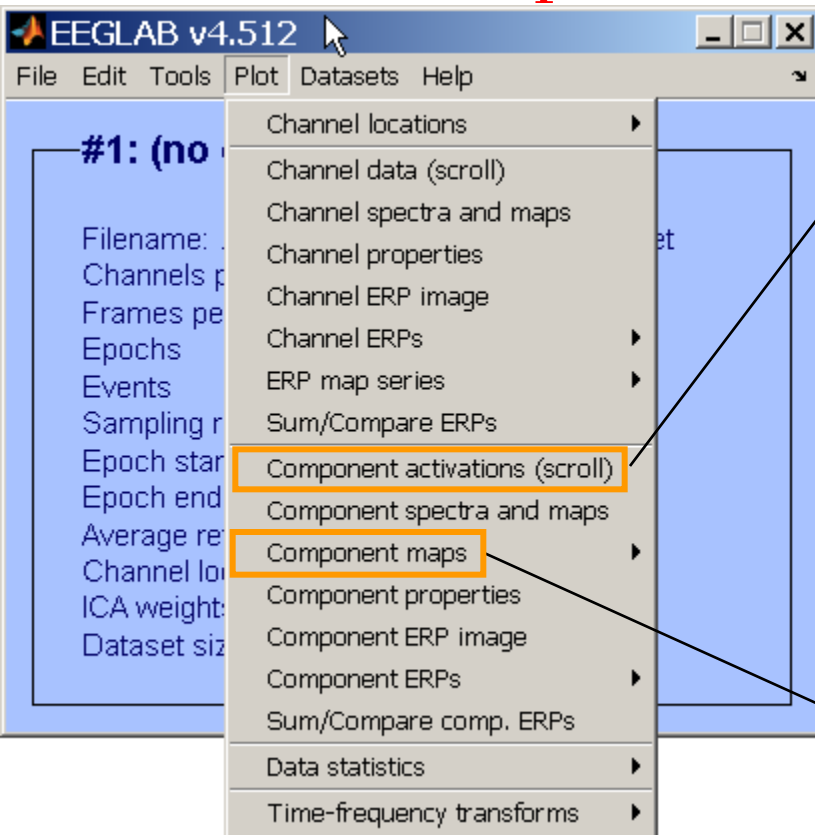 EEGLAB v4.512
File Edit Tools Plot Datasets Help
#1: (no
Channel locations
Channel data (scroll)
Channel spectra and maps
Channel properties
Channel ERP image
Channel ERPs
ERP map series
Sum/Compare ERPs
Component activations (scroll)
Component spectra and maps
Component maps
Component properties
Component ERP image
Component ERPs
Sum/Compare comp. ERPs
Data statistics
Time-frequency transforms
Filename: . et
Channels p
Frames pe
Epochs
Events
Sampling r
Epoch star
Epoch end
Average re
Channel lo
ICA weight
Dataset siz